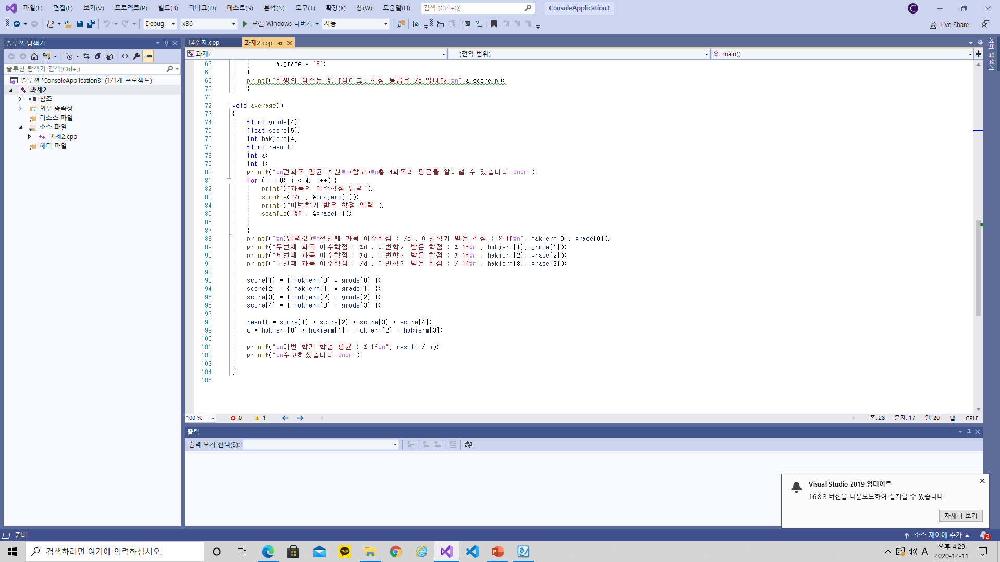 파일(F) 편집(E) 보기(V) 프로젝트(P) 빌드(B) 디버그(D) 테스트(S) 분석(N) 도구(T) 확장(X) 창(W) 도움말(H) 검색 (Ctrl+Q) ConsoleApplication3 C
Debug x86 로컬 Windows 디버거 자동 Live Share
솔루션 탐색기
솔루션 탐색기 검색(Ctrl+;)
솔루션 'ConsoleApplication3' (1/1개 프로젝트)
과제2
참조
외부 종속성
리소스 파일
소스 파일
과제2.cpp
헤더 파일
14주차.cpp 과제2.cpp
과제2 (전역 범위) main()
서버 탐색기
67 a.grade = 'F';
68 }
69 printf("학생의 점수는 %.1f점이고, 학점 등급은 %s 입니다.₩n",a.score,p);
70 }
71
72 void average()
73 {
74 float grade[4];
75 float score[5];
76 int hakjerm[4];
77 float result;
78 int a;
79 int i;
80 printf("₩n전과목 평균 계산₩n<참고>₩n총 4과목의 평균을 알아낼 수 있습니다.₩n₩n");
81 for (i = 0; i < 4; i++) {
82 printf("과목의 이수학점 입력");
83 scanf_s("%d", &hakjerm[i]);
84 printf("이번학기 받은 학점 입력");
85 scanf_s("%f", &grade[i]);
86
87 }
88 printf("₩n(입력값)₩n첫번째 과목 이수학점 : %d , 이번학기 받은 학점 : %.1f₩n", hakjerm[0], grade[0]);
89 printf("두번째 과목 이수학점 : %d , 이번학기 받은 학점 : %.1f₩n", hakjerm[1], grade[1]);
90 printf("세번째 과목 이수학점 : %d , 이번학기 받은 학점 : %.1f₩n", hakjerm[2], grade[2]);
91 printf("네번째 과목 이수학점 : %d , 이번학기 받은 학점 : %.1f₩n", hakjerm[3], grade[3]);
92
93 score[1] = { hakjerm[0] * grade[0] };
94 score[2] = { hakjerm[1] * grade[1] };
95 score[3] = { hakjerm[2] * grade[2] };
96 score[4] = { hakjerm[3] * grade[3] };
97
98 result = score[1] + score[2] + score[3] + score[4];
99 a = hakjerm[0] + hakjerm[1] + hakjerm[2] + hakjerm[3];
100
101 printf("₩n이번 학기 학점 평균 : %.1f₩n", result / a);
102 printf("₩n수고하셨습니다.₩n₩n");
103
104 }
105
100 % 0 1 줄: 28 문자: 17 열: 20 탭 CRLF
출력
출력 보기 선택(S):
Visual Studio 2019 업데이트
16.8.3 버전을 다운로드하여 설치할 수 있습니다.
자세히 보기
준비 소스 제어에 추가 2
검색하려면 여기에 입력하십시오. TALK A 오후 4:29
2020-12-11